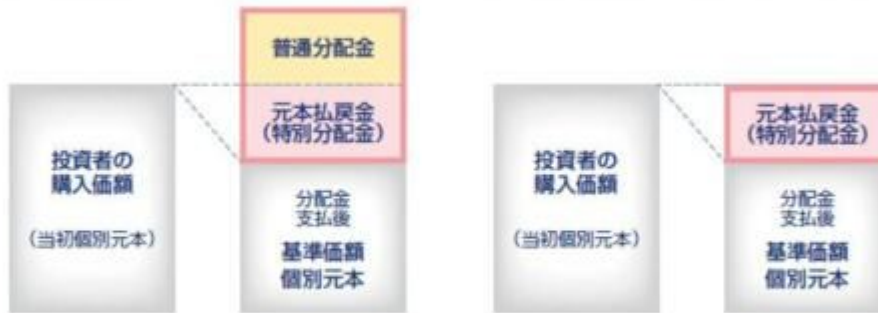 普通分配金
元本払戻金
(特別分配金)
投資者の
購入価額
(当初個別元本)
分配金
支払後
基準価額
個別元本
元本払戻金
(特別分配金)
投資者の
購入価額
(当初個別元本)
分配金
支払後
基準価額
個別元本